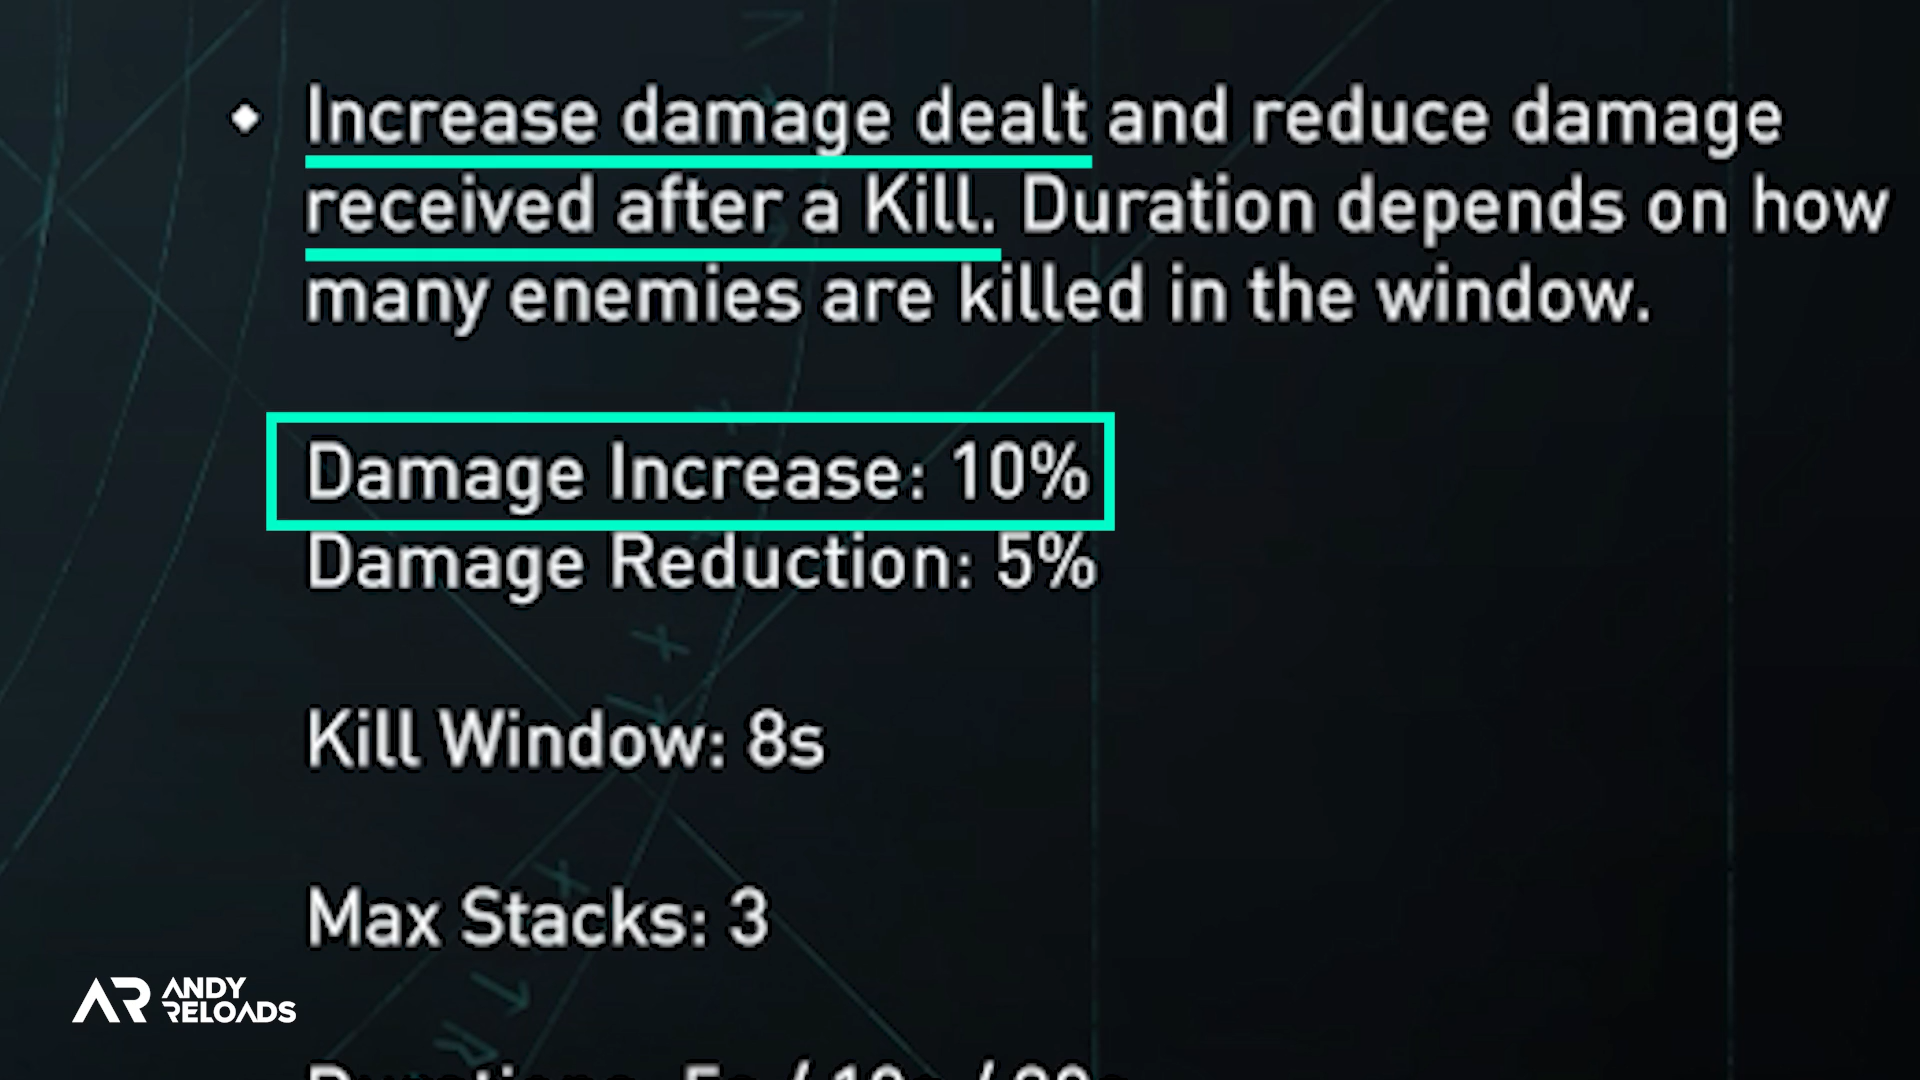 Increase damage dealt and reduce damage
received after a Kill. Duration depends on how
many enemies are killed in the window.
Damage Increase: 10%
Damage Reduction: 5%
Kill Window: 8s
Max Stacks: 3
AR ANDY
RELOADS